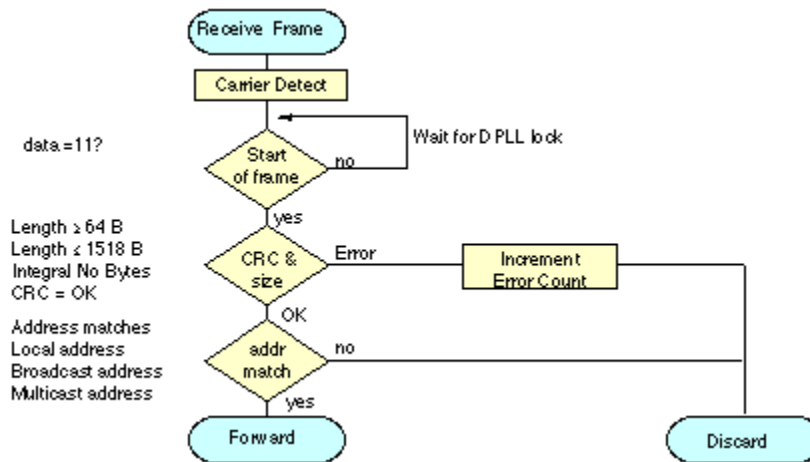 Receive Frame
Carrier Detect
data =11?
Start
of frame
no
Wait for DPLL lock
yes
Length ≥ 64 B
Length ≤ 1518 B
Integral No Bytes
CRC = OK
CRC &
size
Error
Increment
Error Count
OK
Address matches
Local address
Broadcast address
Multicast address
addr
match
no
yes
Forward
Discard